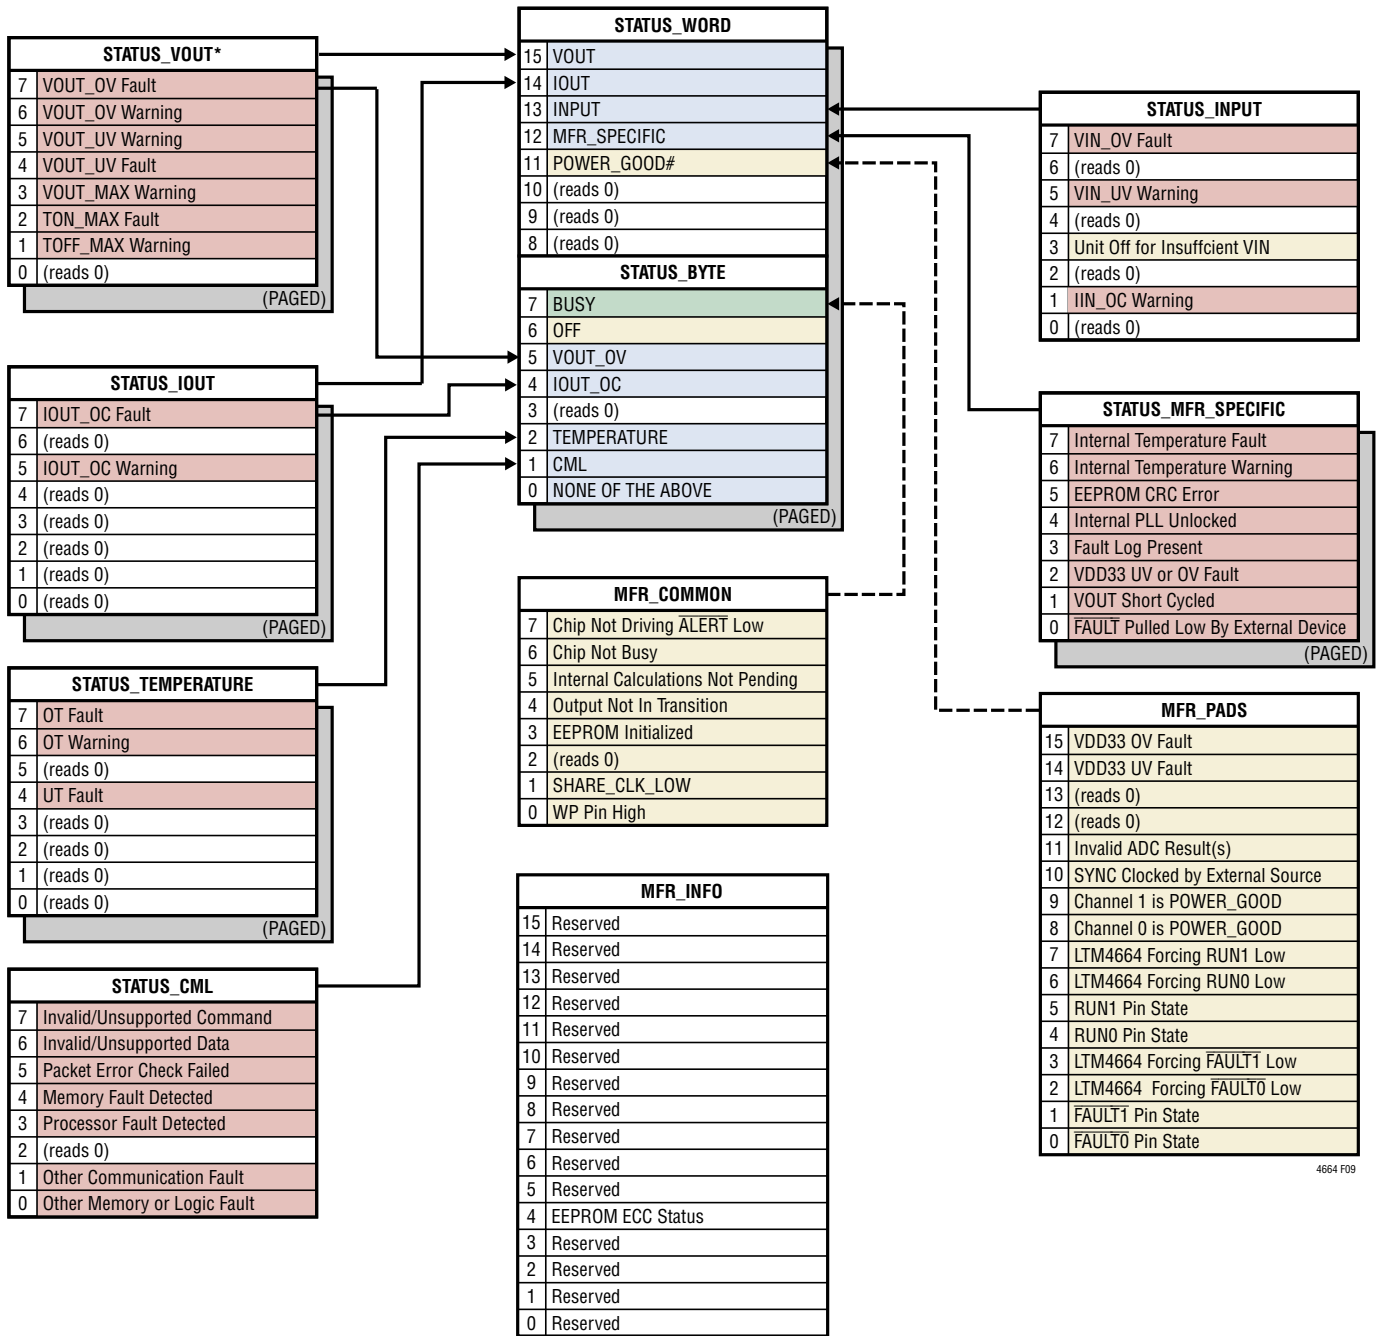 STATUS_VOUT*
7 VOUT_OV Fault
6 VOUT_OV Warning
5 VOUT_UV Warning
4 VOUT_UV Fault
3 VOUT_MAX Warning
2 TON_MAX Fault
1 TOFF_MAX Warning
0 (reads 0)
(PAGED)
STATUS_IOUT
7 IOUT_OC Fault
6 (reads 0)
5 IOUT_OC Warning
4 (reads 0)
3 (reads 0)
2 (reads 0)
1 (reads 0)
0 (reads 0)
(PAGED)
STATUS_TEMPERATURE
7 OT Fault
6 OT Warning
5 (reads 0)
4 UT Fault
3 (reads 0)
2 (reads 0)
1 (reads 0)
0 (reads 0)
(PAGED)
STATUS_CML
7 Invalid/Unsupported Command
6 Invalid/Unsupported Data
5 Packet Error Check Failed
4 Memory Fault Detected
3 Processor Fault Detected
2 (reads 0)
1 Other Communication Fault
0 Other Memory or Logic Fault
STATUS_WORD
15 VOUT
14 IOUT
13 INPUT
12 MFR_SPECIFIC
11 POWER_GOOD#
10 (reads 0)
9 (reads 0)
8 (reads 0)
STATUS_BYTE
7 BUSY
6 OFF
5 VOUT_OV
4 IOUT_OC
3 (reads 0)
2 TEMPERATURE
1 CML
0 NONE OF THE ABOVE
(PAGED)
MFR_COMMON
7 Chip Not Driving ALERT Low
6 Chip Not Busy
5 Internal Calculations Not Pending
4 Output Not In Transition
3 EEPROM Initialized
2 (reads 0)
1 SHARE_CLK_LOW
0 WP Pin High
MFR_INFO
15 Reserved
14 Reserved
13 Reserved
12 Reserved
11 Reserved
10 Reserved
9 Reserved
8 Reserved
7 Reserved
6 Reserved
5 Reserved
4 EEPROM ECC Status
3 Reserved
2 Reserved
1 Reserved
0 Reserved
STATUS_INPUT
7 VIN_OV Fault
6 (reads 0)
5 VIN_UV Warning
4 (reads 0)
3 Unit Off for Insuffcient VIN
2 (reads 0)
1 IIN_OC Warning
0 (reads 0)
STATUS_MFR_SPECIFIC
7 Internal Temperature Fault
6 Internal Temperature Warning
5 EEPROM CRC Error
4 Internal PLL Unlocked
3 Fault Log Present
2 VDD33 UV or OV Fault
1 VOUT Short Cycled
0 FAULT Pulled Low By External Device
(PAGED)
MFR_PADS
15 VDD33 OV Fault
14 VDD33 UV Fault
13 (reads 0)
12 (reads 0)
11 Invalid ADC Result(s)
10 SYNC Clocked by External Source
9 Channel 1 is POWER_GOOD
8 Channel 0 is POWER_GOOD
7 LTM4664 Forcing RUN1 Low
6 LTM4664 Forcing RUN0 Low
5 RUN1 Pin State
4 RUN0 Pin State
3 LTM4664 Forcing FAULT1 Low
2 LTM4664 Forcing FAULT0 Low
1 FAULT1 Pin State
0 FAULT0 Pin State
4664 F09